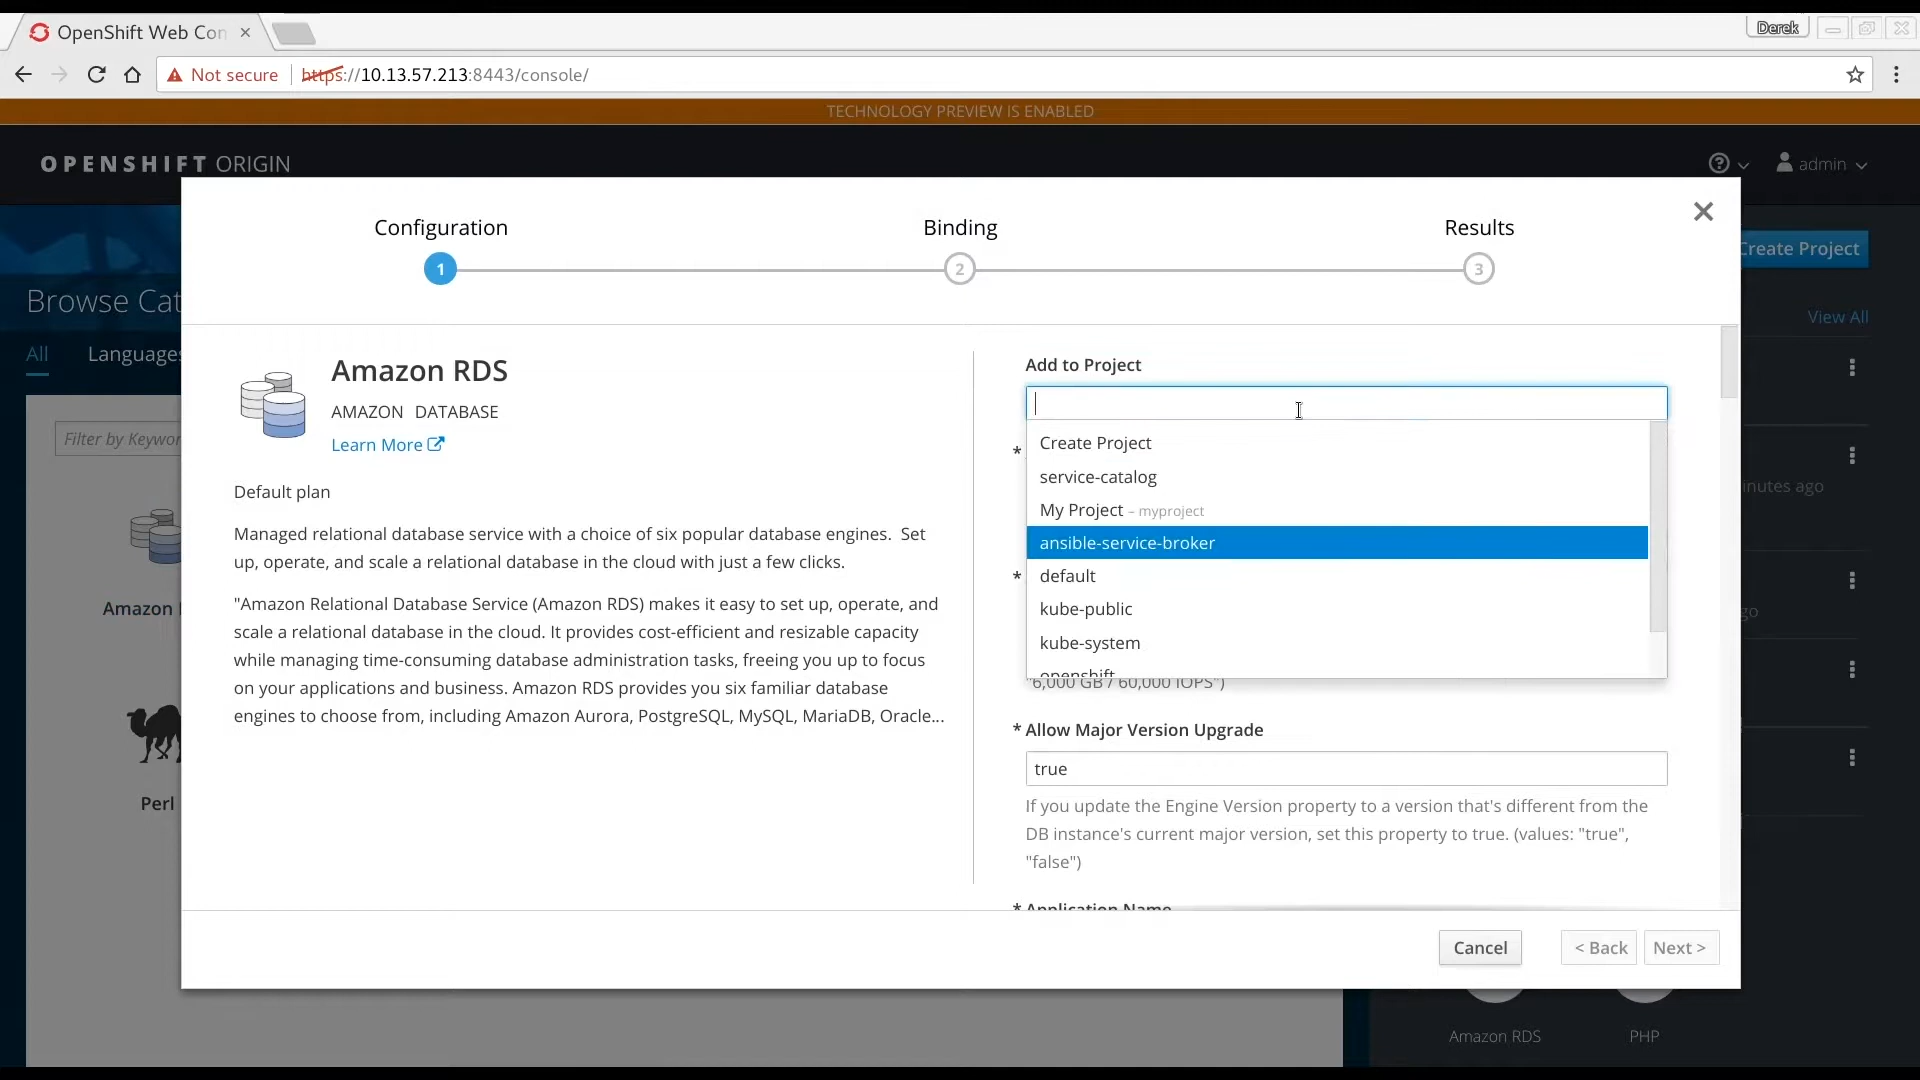 OpenShift Web Con
Derek
Not secure
https://10.13.57.213:8443/console/
TECHNOLOGY PREVIEW IS ENABLED
OPENSHIFT ORIGIN
admin
Configuration
Binding
Results
1
2
3
Create Project
View All
Browse Cat
All
Languages
Filter by Keywor
Amazon
Perl
Amazon RDS
AMAZON DATABASE
Learn More
Default plan
Managed relational database service with a choice of six popular database engines. Set
up, operate, and scale a relational database in the cloud with just a few clicks.
"Amazon Relational Database Service (Amazon RDS) makes it easy to set up, operate, and
scale a relational database in the cloud. It provides cost-efficient and resizable capacity
while managing time-consuming database administration tasks, freeing you up to focus
on your applications and business. Amazon RDS provides you six familiar database
engines to choose from, including Amazon Aurora, PostgreSQL, MySQL, MariaDB, Oracle...
Add to Project
*
Create Project
service-catalog
My Project – myproject
ansible-service-broker
*
default
kube-public
kube-system
openshift
"6,000 GB / 60,000 IOPS")
* Allow Major Version Upgrade
true
If you update the Engine Version property to a version that's different from the
DB instance's current major version, set this property to true. (values: "true",
"false")
* Application Name
Cancel
< Back
Next >
inutes ago
go
Amazon RDS
PHP